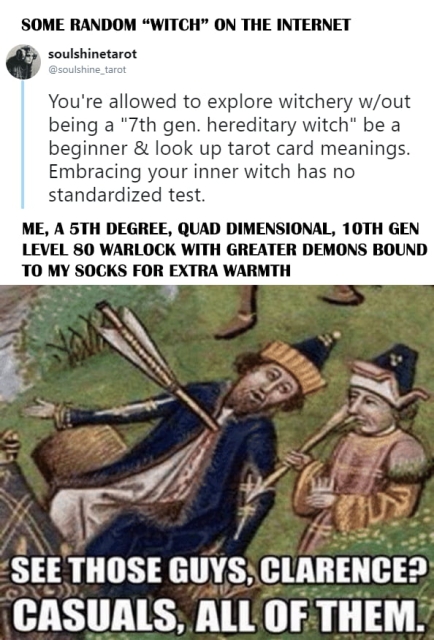 SOME RANDOM “WITCH” ON THE INTERNET
soulshinetarot
@soulshine_tarot
You're allowed to explore witchery w/out
being a "7th gen. hereditary witch" be a
beginner & look up tarot card meanings.
Embracing your inner witch has no
standardized test.
ME, A 5TH DEGREE, QUAD DIMENSIONAL, 10TH GEN
LEVEL 80 WARLOCK WITH GREATER DEMONS BOUND
TO MY SOCKS FOR EXTRA WARMTH
SEE THOSE GUYS, CLARENCE?
CASUALS, ALL OF THEM.